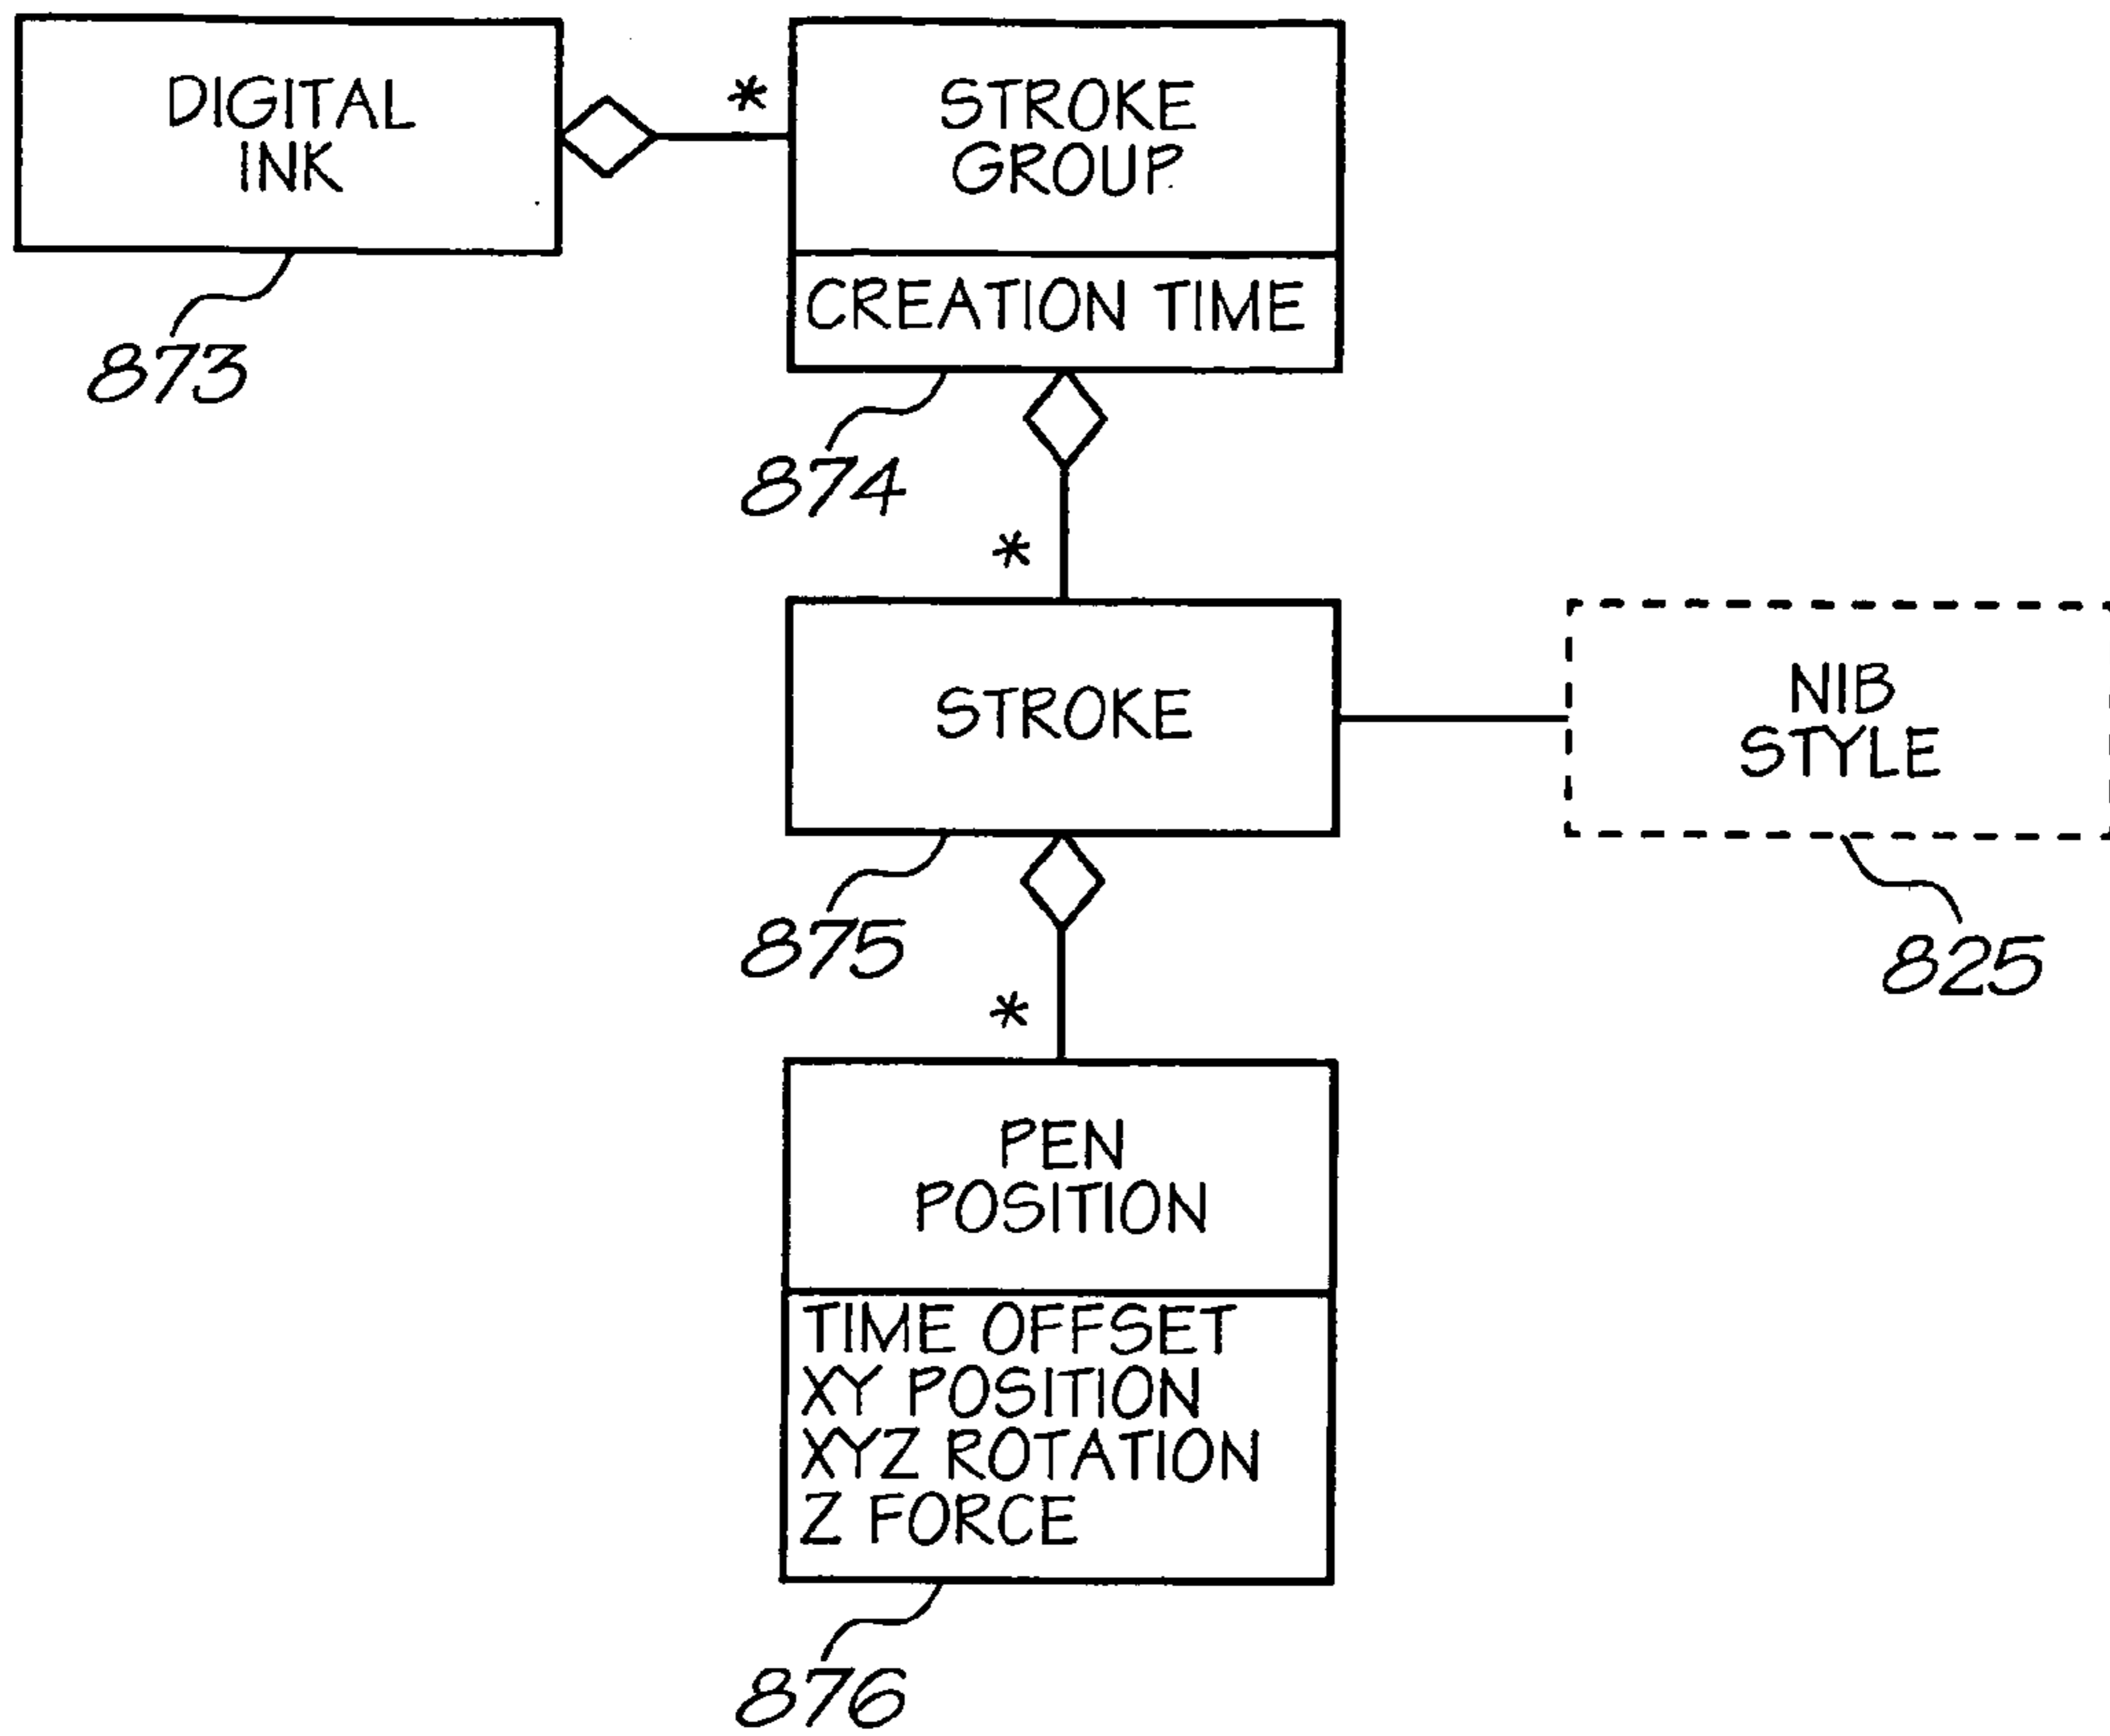 DIGITAL
INK
*
STROKE
GROUP
CREATION TIME
873
874
*
STROKE
NIB
STYLE
875
825
*
PEN
POSITION
TIME OFFSET
XY POSITION
XYZ ROTATION
Z FORCE
876